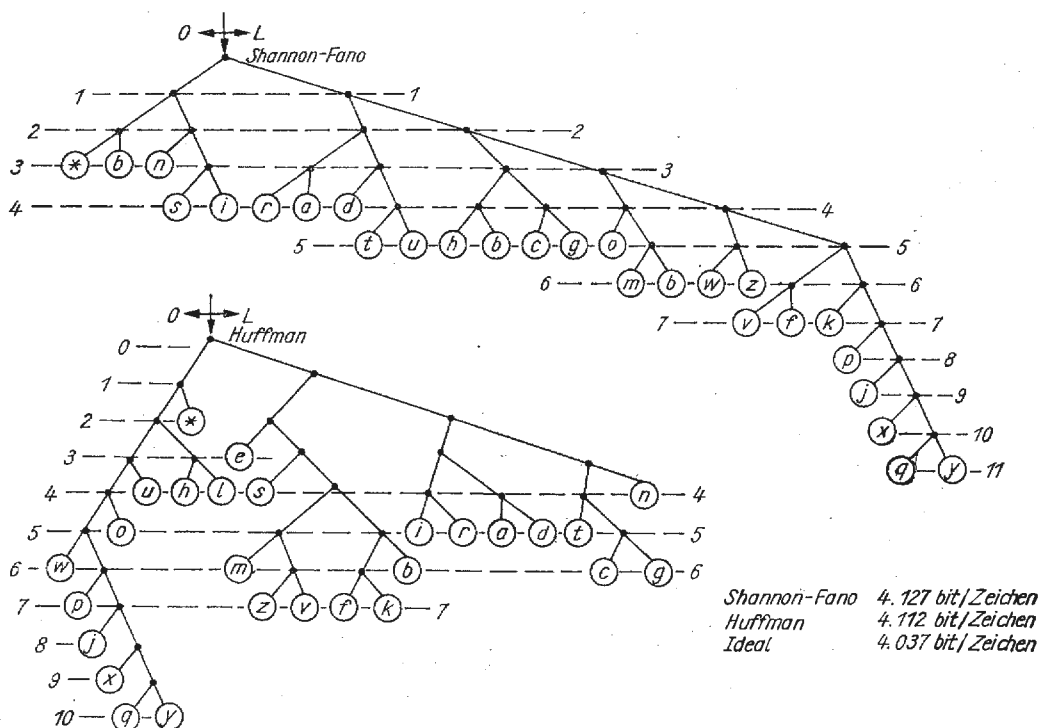 O L
Shannon-Fano
1 1
2 2
3 * b n 3
4 s i r a d 4
5 t u h b c g o 5
6 m b w z 6
7 v f k 7
p 8
j 9
x 10
q y 11
O L
Huffman
0
1
2 *
3 e
4 u h l s n 4
5 o i r a d t 5
6 w m b c g 6
7 p z v f k 7
8 j
9 x
10 q y
Shannon-Fano 4.127 bit/Zeichen
Huffman 4.112 bit/Zeichen
Ideal 4.037 bit/Zeichen